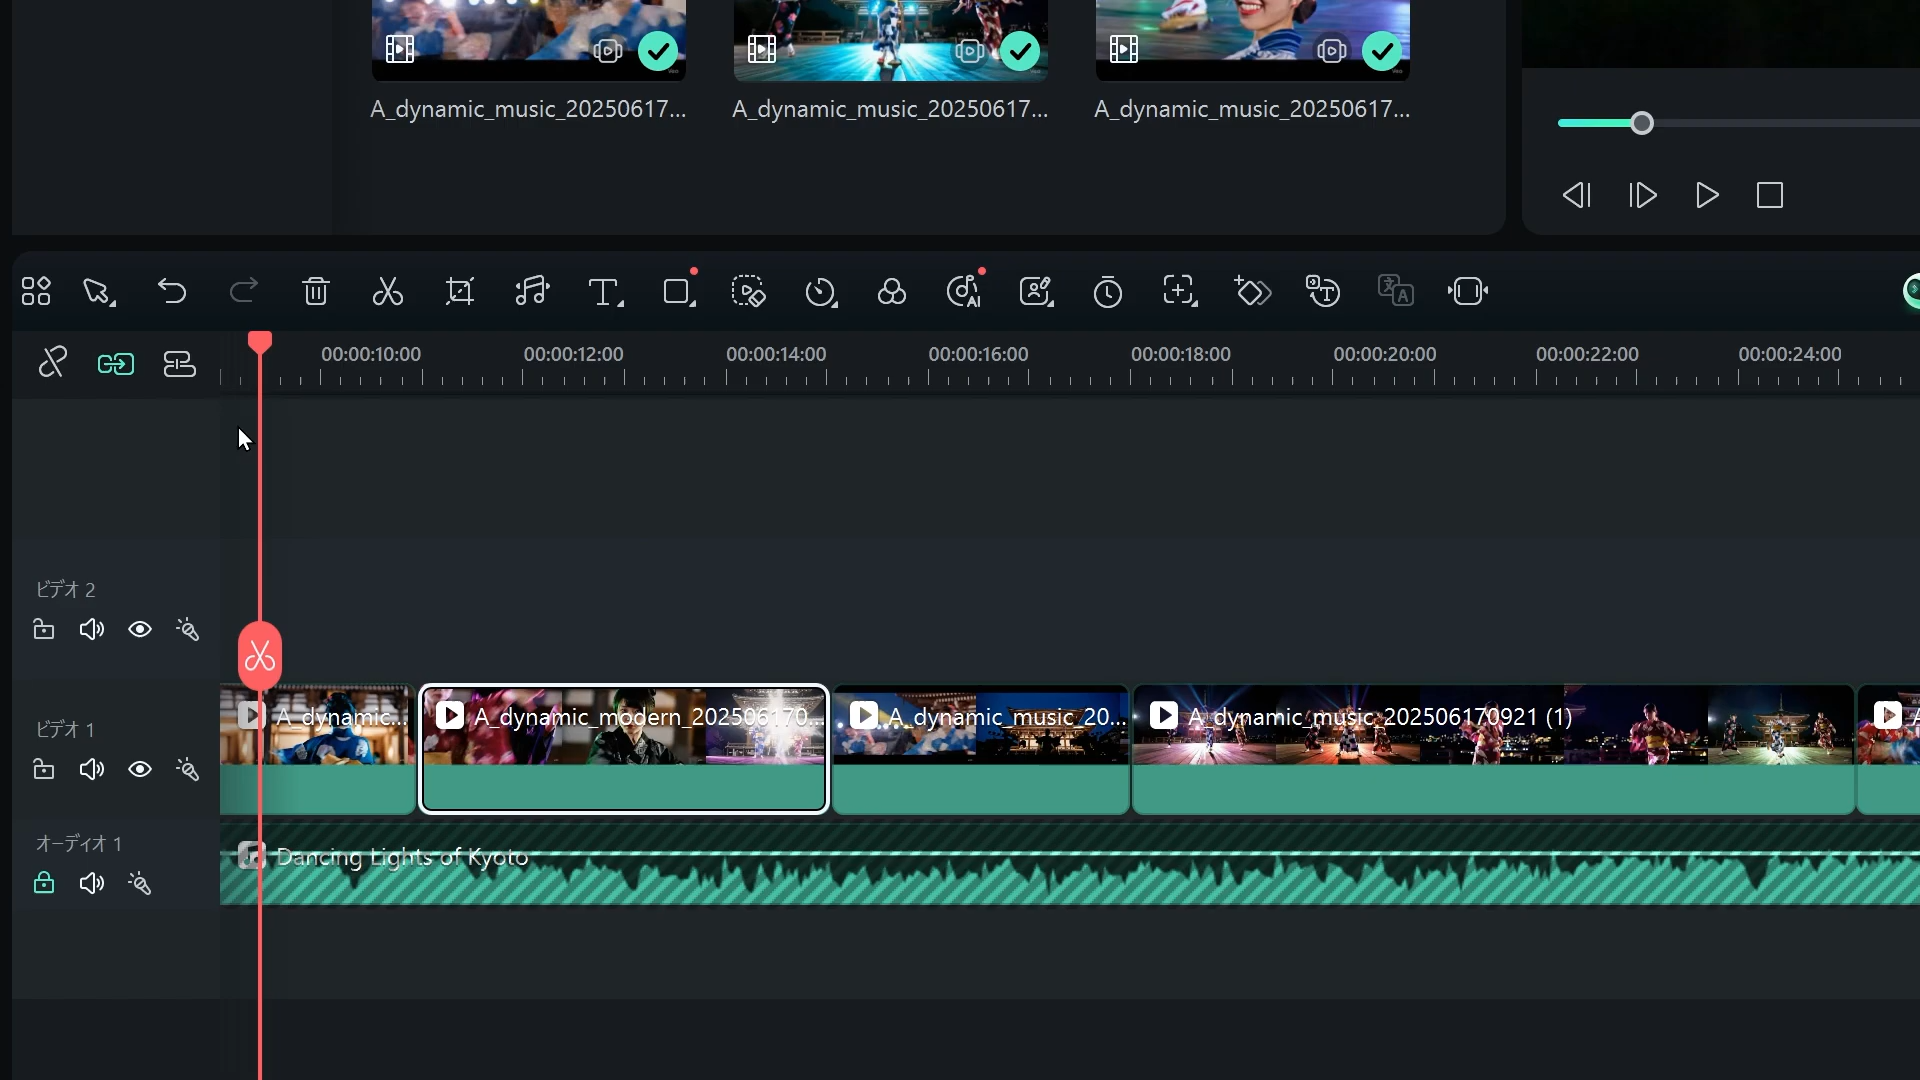 A_dynamic_music_20250617...
A_dynamic_music_20250617...
A_dynamic_music_20250617...
AI
00:00:10:00
00:00:12:00
00:00:14:00
00:00:16:00
00:00:18:00
00:00:20:00
00:00:22:00
00:00:24:00
ビデオ 2
ビデオ 1
A_dynamic...
A_dynamic_modern_202506170...
A_dynamic_music_20...
A_dynamic_music_202506170921 (1)
オーディオ 1
Dancing Lights of Kyoto